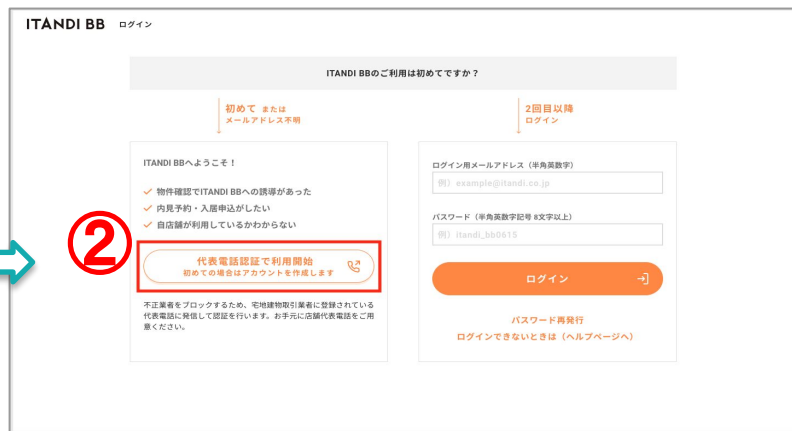 ITANDI BB ログイン
ITANDI BBのご利用は初めてですか？
初めて または
メールアドレス不明
ITANDI BBへようこそ！
物件確認でITANDI BBへの誘導があった
内見予約・入居申込がしたい
自店舗が利用しているかわからない
②
代表電話認証で利用開始
初めての場合はアカウントを作成します
不正業者をブロックするため、宅地建物取引業者に登録されている
代表電話に発信して認証を行います。お手元に店舗代表電話をご用
意ください。
2回目以降
ログイン
ログイン用メールアドレス（半角英数字）
例）example@itandi.co.jp
パスワード（半角英数字記号 8文字以上）
例）itandi_bb0615
ログイン
パスワード再発行
ログインできないときは（ヘルプページへ）